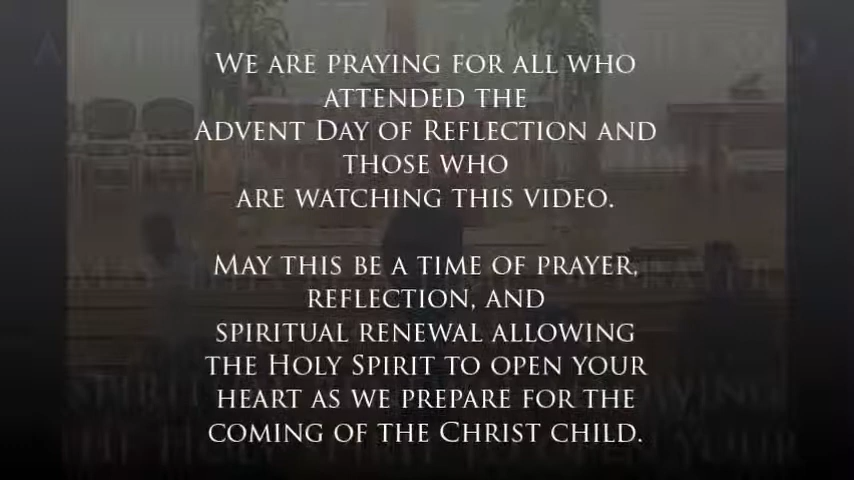 We are praying for all who
attended the
Advent Day of Reflection and
those who
are watching this video.
May this be a time of prayer,
reflection, and
spiritual renewal allowing
the Holy Spirit to open your
heart as we prepare for the
coming of the Christ child.